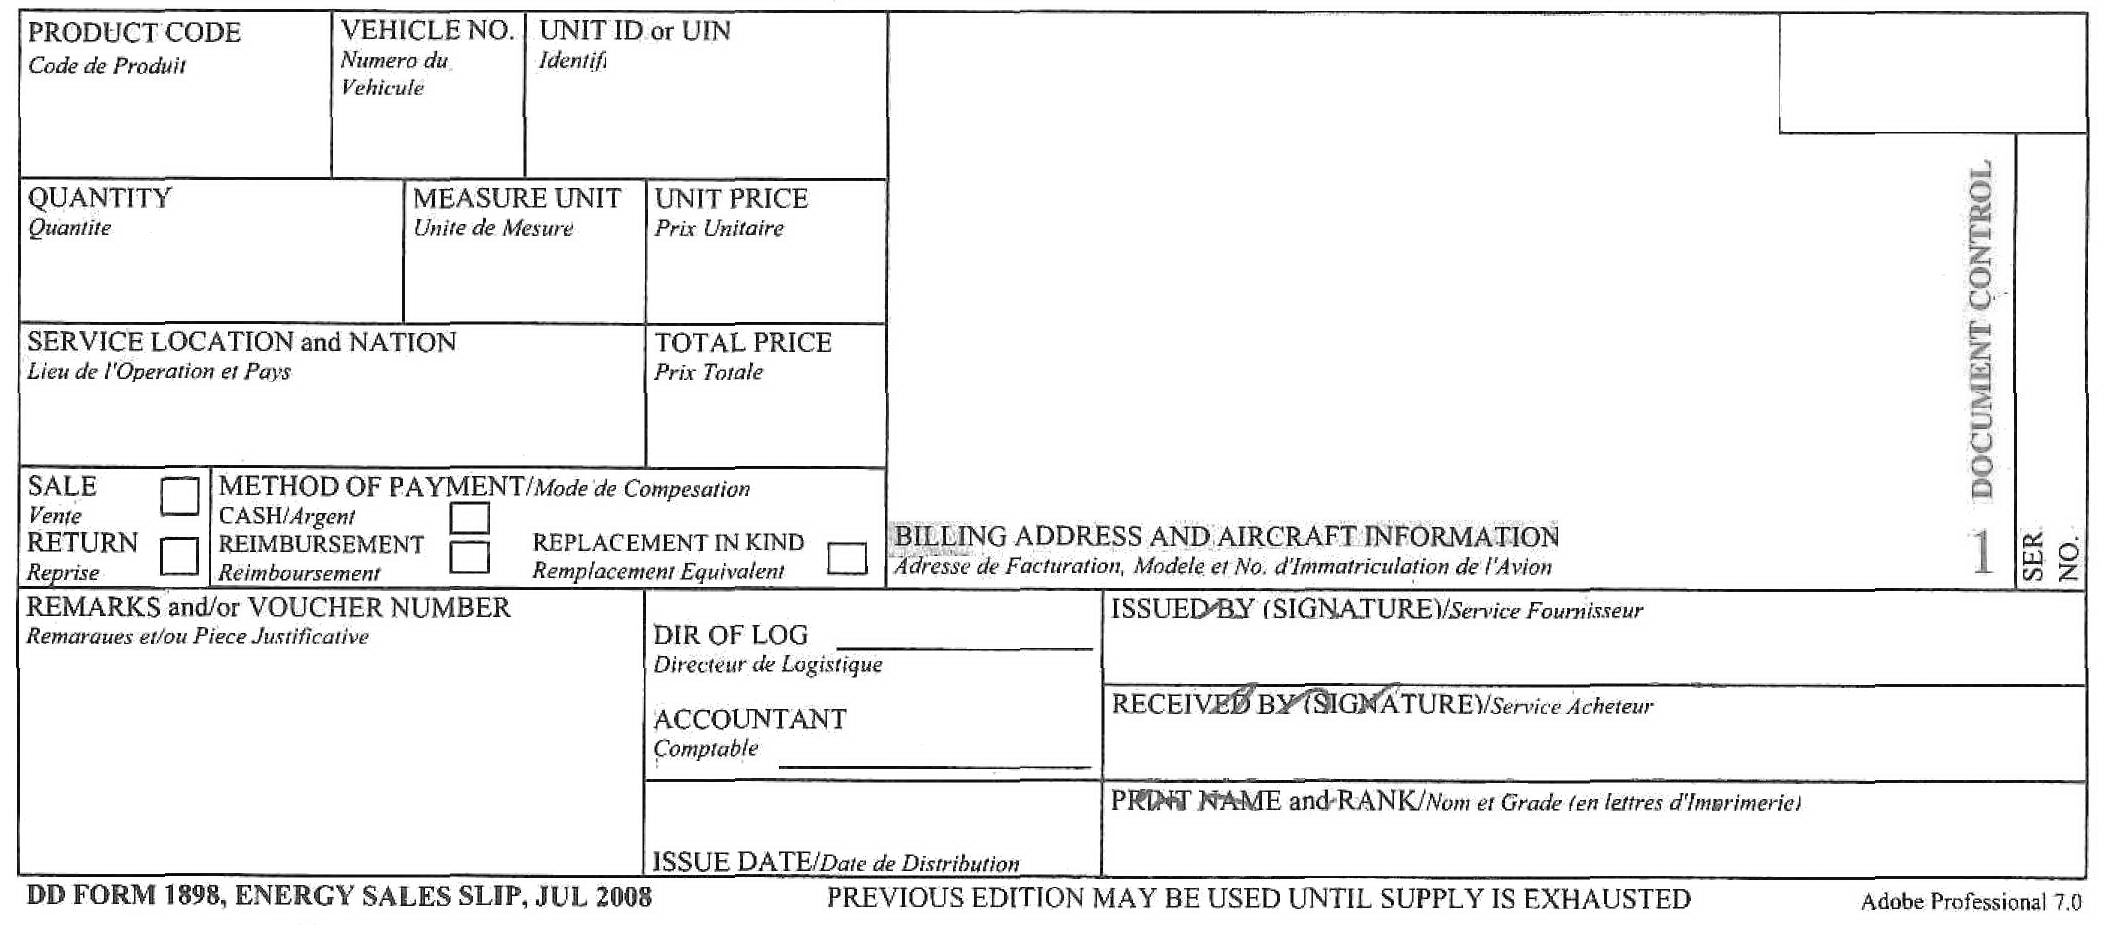 PRODUCT CODE
Code de Produit
VEHICLE NO.
Numero du
Vehicule
UNIT ID or UIN
Identifi
QUANTITY
Quantite
MEASURE UNIT
Unite de Mesure
UNIT PRICE
Prix Unitaire
SERVICE LOCATION and NATION
Lieu de l'Operation et Pays
TOTAL PRICE
Prix Totale
SALE
Vente
RETURN
Reprise
METHOD OF PAYMENT/Mode de Compesation
CASH/Argent
REIMBURSEMENT
Reimboursement
REPLACEMENT IN KIND
Remplacement Equivalent
BILLING ADDRESS AND AIRCRAFT INFORMATION
Adresse de Facturation, Modele et No. d'Immatriculation de l'Avion
1 DOCUMENT CONTROL
SER.
NO.
REMARKS and/or VOUCHER NUMBER
Remaraues et/ou Piece Justificative
DIR OF LOG
Directeur de Logistique
ACCOUNTANT
Comptable
ISSUE DATE/Date de Distribution
ISSUED BY (SIGNATURE)/Service Fournisseur
RECEIVED BY (SIGNATURE)/Service Acheteur
PRINT NAME and RANK/Nom et Grade (en lettres d'Imprimerie)
DD FORM 1898, ENERGY SALES SLIP, JUL 2008
PREVIOUS EDITION MAY BE USED UNTIL SUPPLY IS EXHAUSTED
Adobe Professional 7.0